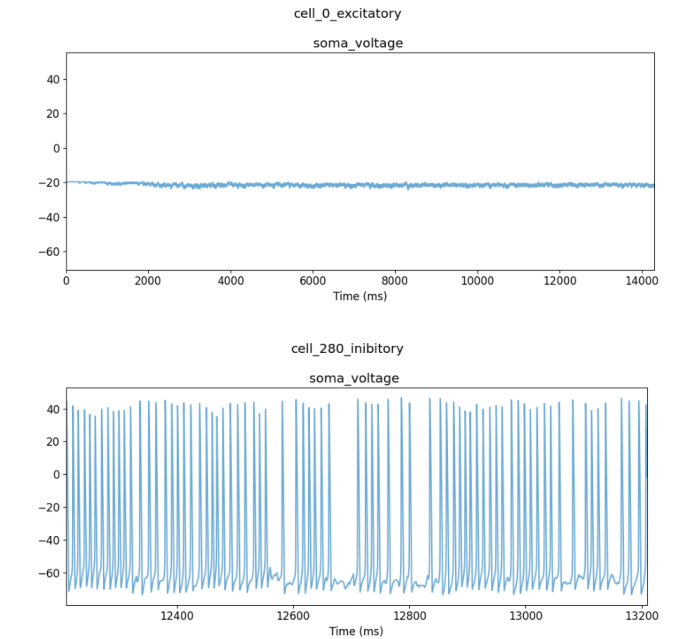 cell_0_excitatory
soma_voltage
40
20
0
−20
−40
−60
0 2000 4000 6000 8000 10000 12000 14000
Time (ms)
cell_280_inibitory
soma_voltage
40
20
0
−20
−40
−60
12400 12600 12800 13000 13200
Time (ms)